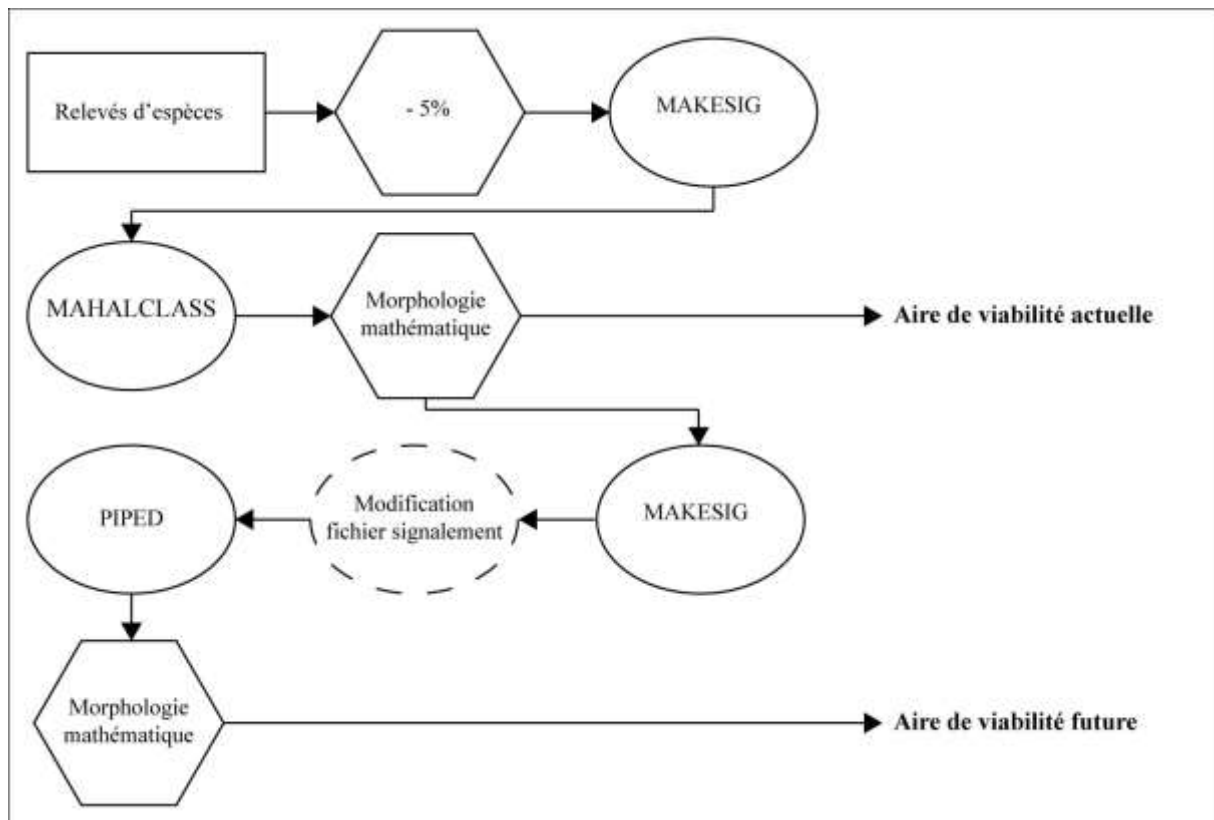 Relevés d'espèces
- 5%
MAKESIG
MAHALCLASS
Morphologie
mathématique
Aire de viabilité actuelle
PIPED
Modification
fichier signalement
MAKESIG
Morphologie
mathématique
Aire de viabilité future